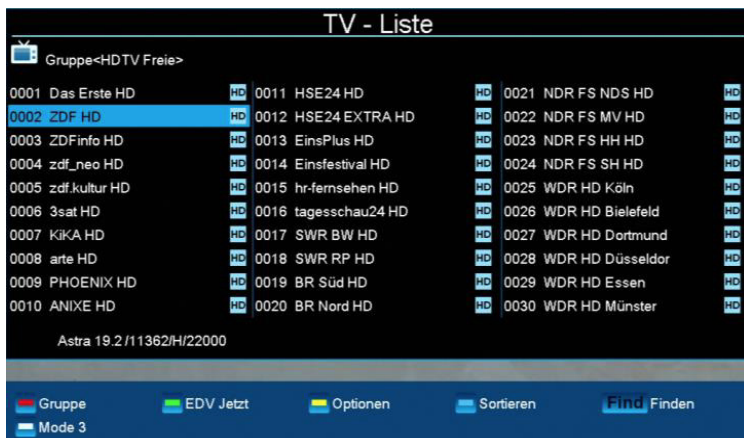 TV - Liste
Gruppe<HDTV Freie>
0001 Das Erste HD HD 0011 HSE24 HD HD 0021 NDR FS NDS HD HD
0002 ZDF HD HD 0012 HSE24 EXTRA HD HD 0022 NDR FS MV HD HD
0003 ZDFinfo HD HD 0013 EinsPlus HD HD 0023 NDR FS HH HD HD
0004 zdf_neo HD HD 0014 Einsfestival HD HD 0024 NDR FS SH HD HD
0005 zdf.kultur HD HD 0015 hr-fernsehen HD HD 0025 WDR HD Köln HD
0006 3sat HD HD 0016 tagesschau24 HD HD 0026 WDR HD Bielefeld HD
0007 KiKA HD HD 0017 SWR BW HD HD 0027 WDR HD Dortmund HD
0008 arte HD HD 0018 SWR RP HD HD 0028 WDR HD Düsseldor HD
0009 PHOENIX HD HD 0019 BR Süd HD HD 0029 WDR HD Essen HD
0010 ANIXE HD HD 0020 BR Nord HD HD 0030 WDR HD Münster HD
Astra 19.2 /11362/H/22000
Gruppe EDV Jetzt Optionen Sortieren Find Finden
Mode 3